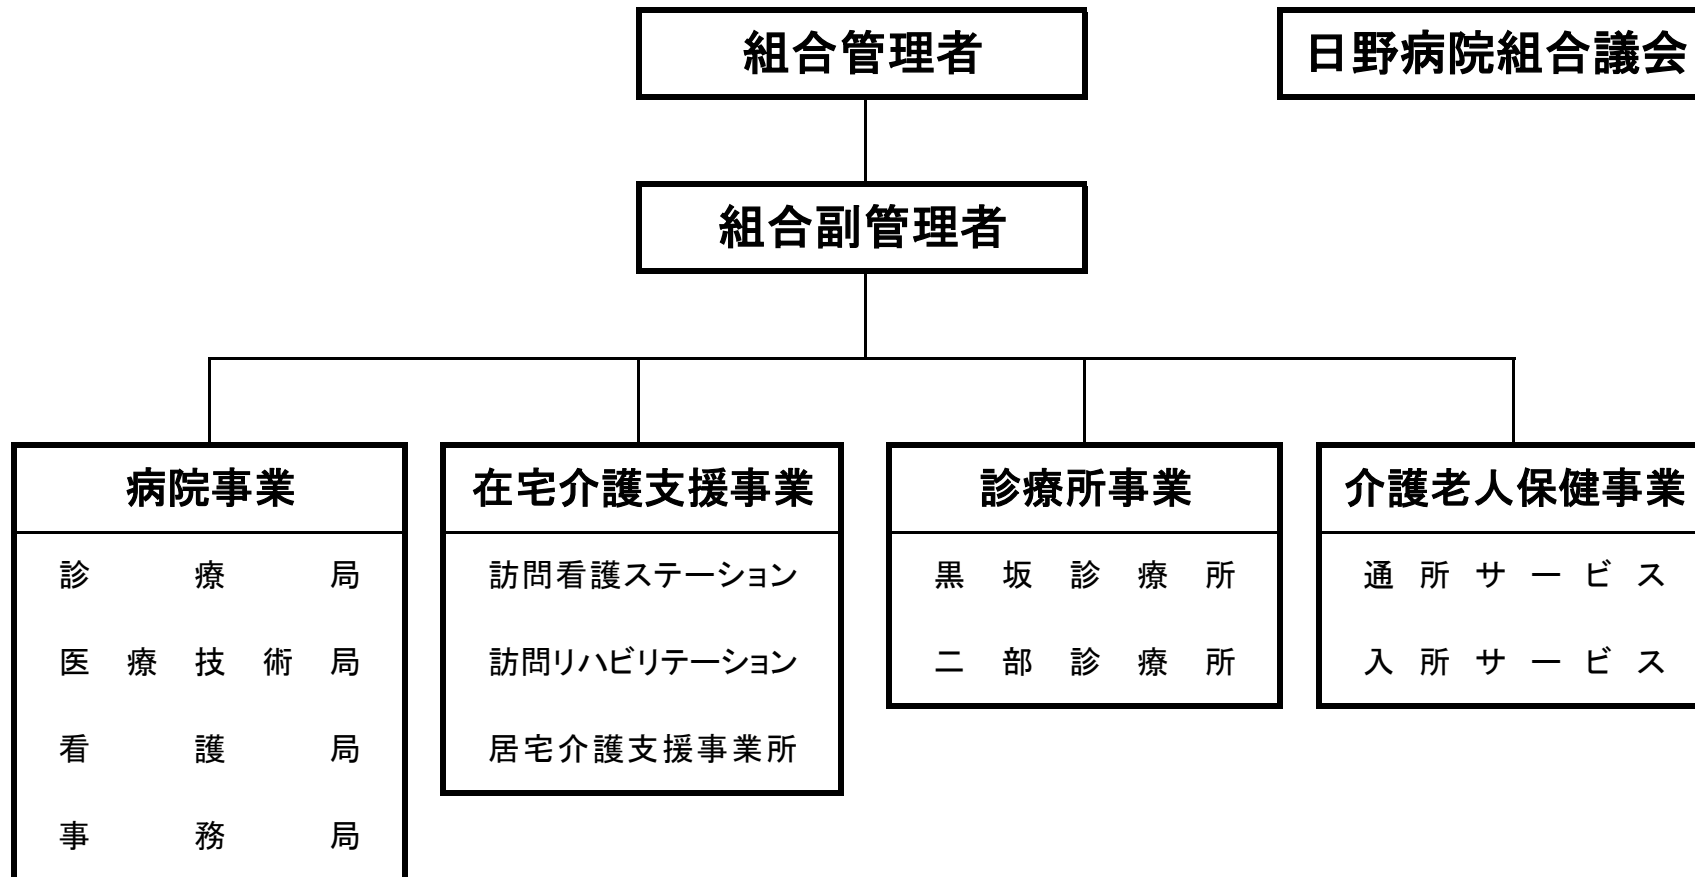 組合管理者
日野病院組合議会
組合副管理者
病院事業
診療局
医療技術局
看護局
事務局
在宅介護支援事業
訪問看護ステーション
訪問リハビリテーション
居宅介護支援事業所
診療所事業
黒坂診療所
二部診療所
介護老人保健事業
通所サービス
入所サービス